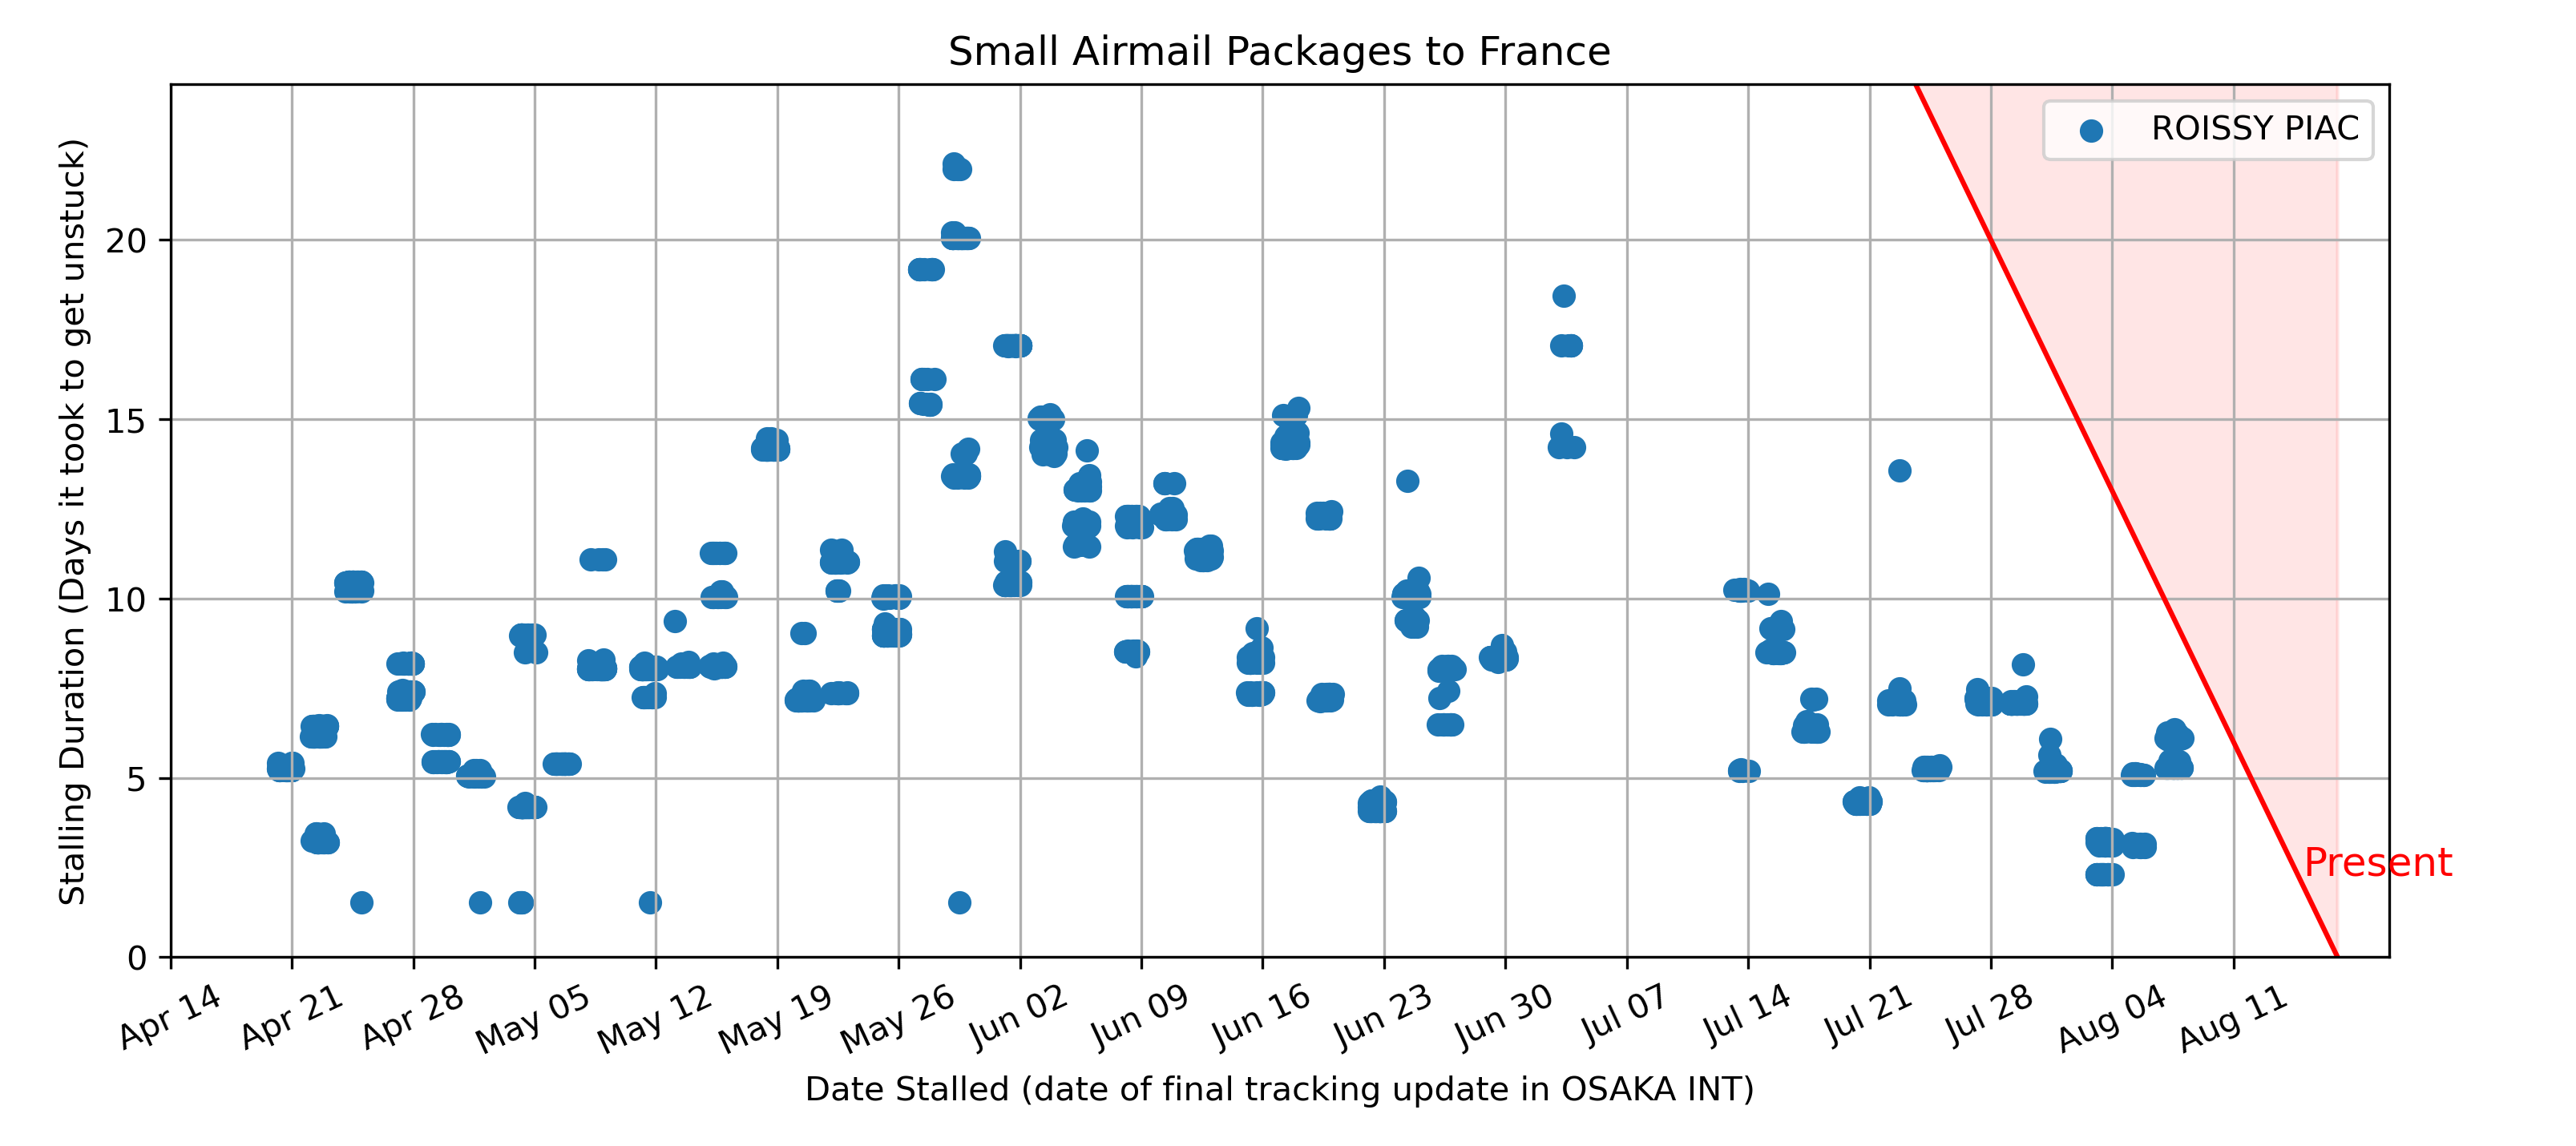 Small Airmail Packages to France
ROISSY PIAC
Stalling Duration (Days it took to get unstuck)
20
15
10
5
0
Present
Apr 14
Apr 21
Apr 28
May 05
May 12
May 19
May 26
Jun 02
Jun 09
Jun 16
Jun 23
Jun 30
Jul 07
Jul 14
Jul 21
Jul 28
Aug 04
Aug 11
Date Stalled (date of final tracking update in OSAKA INT)